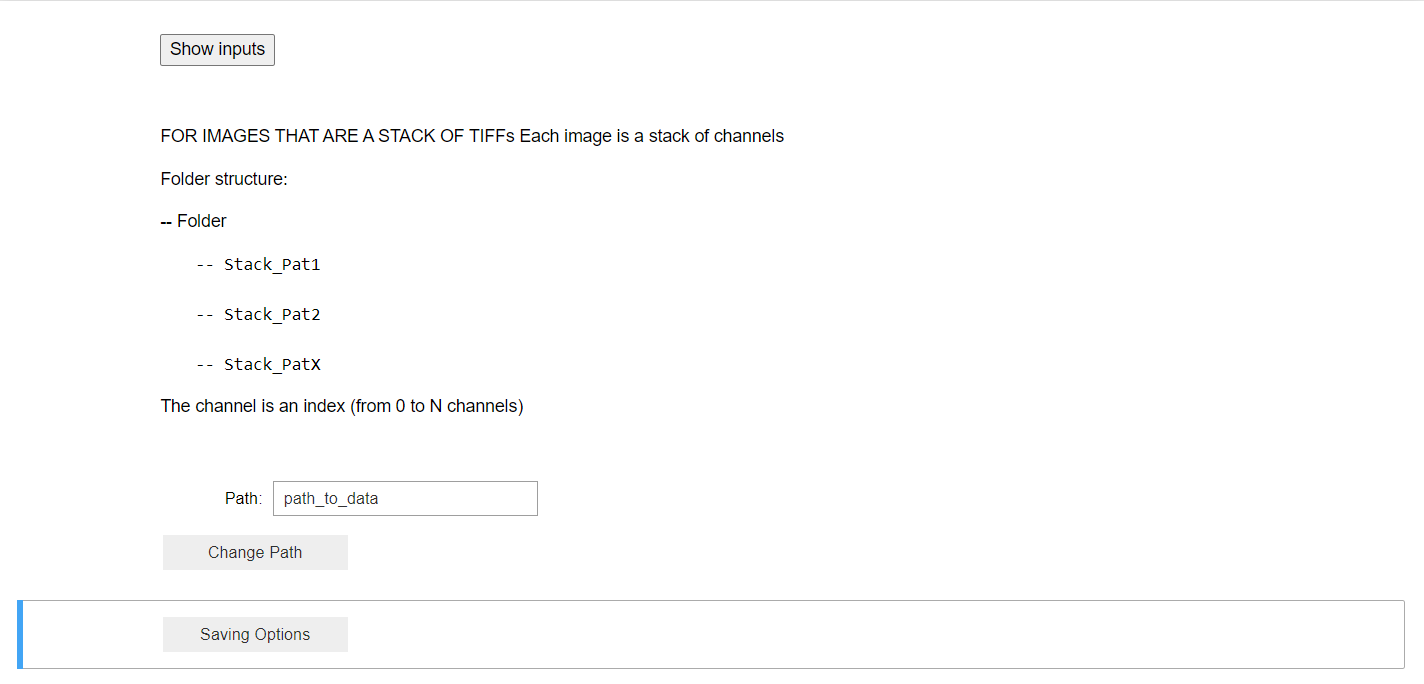 Show inputs
FOR IMAGES THAT ARE A STACK OF TIFFs Each image is a stack of channels
Folder structure:
-- Folder
-- Stack_Pat1
-- Stack_Pat2
-- Stack_PatX
The channel is an index (from 0 to N channels)
Path: path_to_data
Change Path
Saving Options